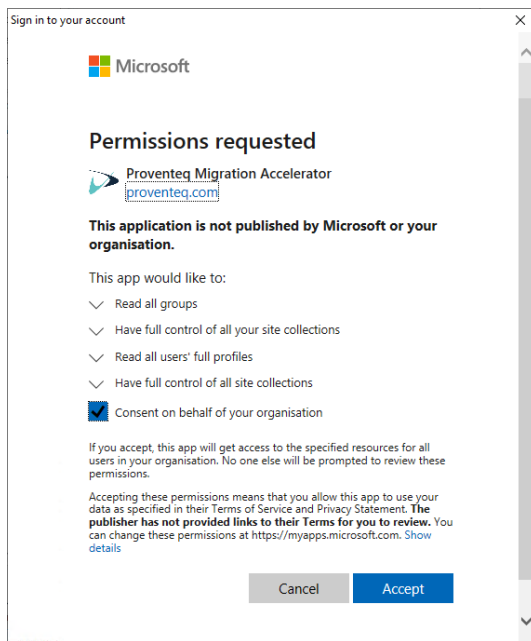 Sign in to your account
Microsoft
Permissions requested
Proventeq Migration Accelerator
proventeq.com
This application is not published by Microsoft or your
organisation.
This app would like to:
Read all groups
Have full control of all your site collections
Read all users' full profiles
Have full control of all site collections
Consent on behalf of your organisation
If you accept, this app will get access to the specified resources for all
users in your organisation. No one else will be prompted to review these
permissions.
Accepting these permissions means that you allow this app to use your
data as specified in their Terms of Service and Privacy Statement. The
publisher has not provided links to their Terms for you to review. You
can change these permissions at https://myapps.microsoft.com. Show
details
Cancel
Accept